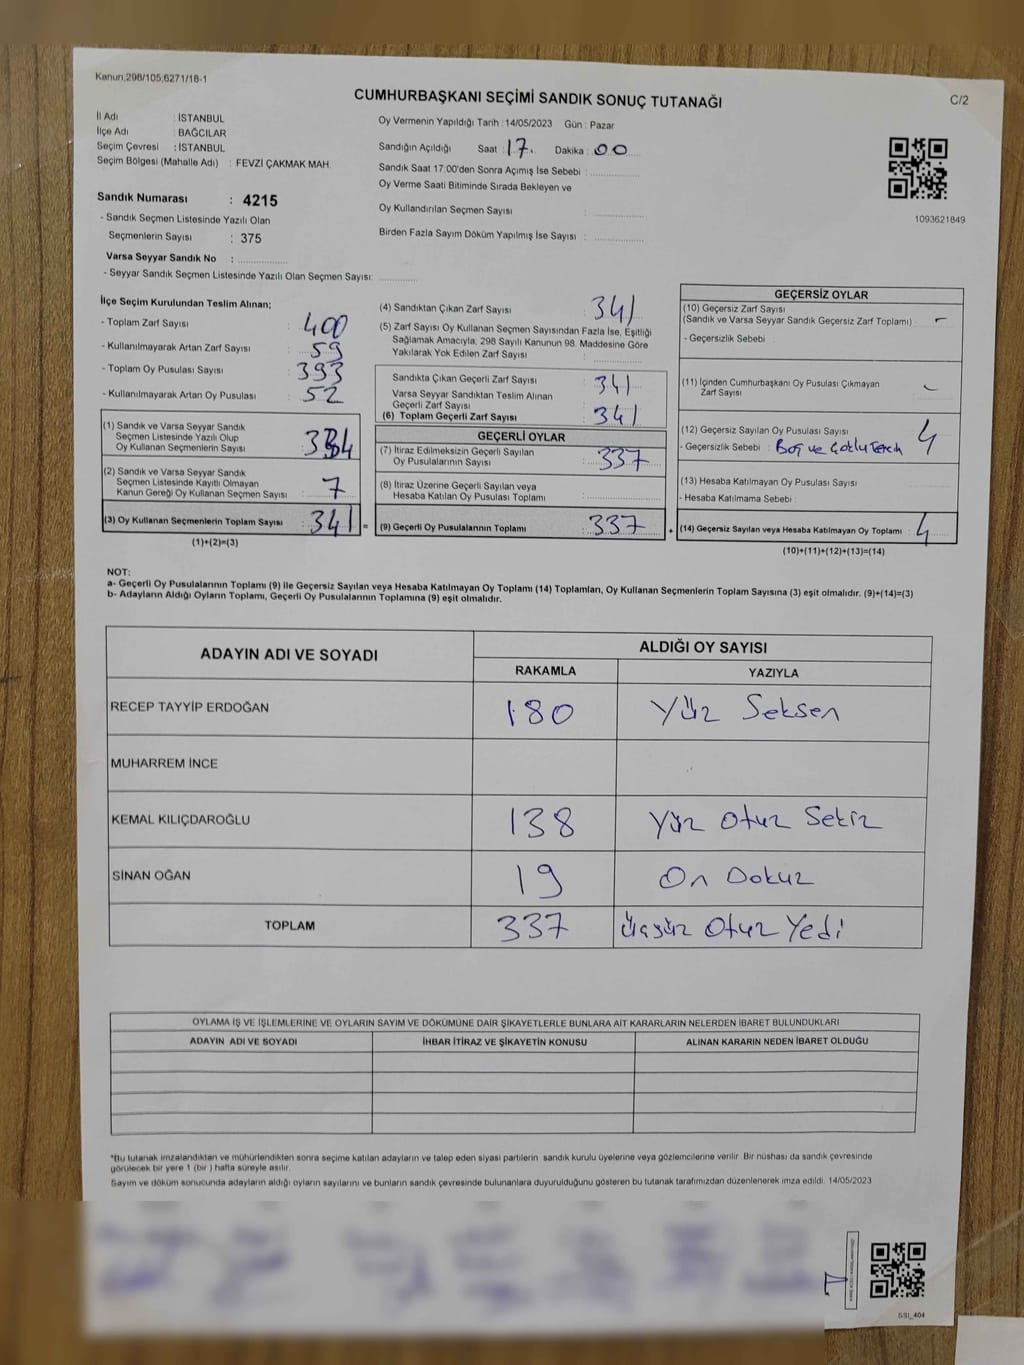 Kanun:298/105;6271/18-1
CUMHURBAŞKANI SEÇİMİ SANDIK SONUÇ TUTANAĞI
C/2
İl Adı : İSTANBUL
İlçe Adı : BAĞCILAR
Seçim Çevresi : İSTANBUL
Seçim Bölgesi (Mahalle Adı) : FEVZİ ÇAKMAK MAH.
Oy Vermenin Yapıldığı Tarih :14/05/2023 Gün : Pazar
Sandığın Açıldığı Saat : 17. Dakika : 00
Sandık Saat 17:00'den Sonra Açımış İse Sebebi :
Oy Verme Saati Bitiminde Sırada Bekleyen ve
Oy Kullandırılan Seçmen Sayısı :
Birden Fazla Sayım Döküm Yapılmış İse Sayısı :
1093621849
Sandık Numarası : 4215
- Sandık Seçmen Listesinde Yazılı Olan
Seçmenlerin Sayısı : 375
Varsa Seyyar Sandık No :
- Seyyar Sandık Seçmen Listesinde Yazılı Olan Seçmen Sayısı:
İlçe Seçim Kurulundan Teslim Alınan;
- Toplam Zarf Sayısı : 400
- Kullanılmayarak Artan Zarf Sayısı : 59
- Toplam Oy Pusulası Sayısı : 393
- Kullanılmayarak Artan Oy Pusulası : 52
(1) Sandık ve Varsa Seyyar Sandık
Seçmen Listesinde Yazılı Olup
Oy Kullanan Seçmenlerin Sayısı : 334
(2) Sandık ve Varsa Seyyar Sandık
Seçmen Listesinde Kayıtlı Olmayan
Kanun Gereği Oy Kullanan Seçmen Sayısı : 7
(3) Oy Kullanan Seçmenlerin Toplam Sayısı : 341 =
(1)+(2)=(3)
(4) Sandıktan Çıkan Zarf Sayısı : 341
(5) Zarf Sayısı Oy Kullanan Seçmen Sayısından Fazla İse, Eşitliği
Sağlamak Amacıyla, 298 Sayılı Kanunun 98. Maddesine Göre
Yakılarak Yok Edilen Zarf Sayısı :
Sandıkta Çıkan Geçerli Zarf Sayısı : 341
Varsa Seyyar Sandıktan Teslim Alınan
Geçerli Zarf Sayısı :
(6) Toplam Geçerli Zarf Sayısı : 341
GEÇERLİ OYLAR
(7) İtiraz Edilmeksizin Geçerli Sayılan
Oy Pusulalarının Sayısı : 337
(8) İtiraz Üzerine Geçerli Sayılan veya
Hesaba Katılan Oy Pusulası Toplamı :
(9) Geçerli Oy Pusulalarının Toplamı : 337 +
GEÇERSİZ OYLAR
(10) Geçersiz Zarf Sayısı
(Sandık ve Varsa Seyyar Sandık Geçersiz Zarf Toplamı) : -
- Geçersizlik Sebebi :
(11) İçinden Cumhurbaşkanı Oy Pusulası Çıkmayan
Zarf Sayısı : -
(12) Geçersiz Sayılan Oy Pusulası Sayısı : 4
- Geçersizlik Sebebi : Boş ve Çoklu Tercih
(13) Hesaba Katılmayan Oy Pusulası Sayısı :
- Hesaba Katılmama Sebebi :
(14) Geçersiz Sayılan veya Hesaba Katılmayan Oy Toplamı : 4
(10)+(11)+(12)+(13)=(14)
NOT:
a- Geçerli Oy Pusulalarının Toplamı (9) ile Geçersiz Sayılan veya Hesaba Katılmayan Oy Toplamı (14) Toplamları, Oy Kullanan Seçmenlerin Toplam Sayısına (3) eşit olmalıdır. (9)+(14)=(3)
b- Adayların Aldığı Oyların Toplamı, Geçerli Oy Pusulalarının Toplamına (9) eşit olmalıdır.
ADAYIN ADI VE SOYADI
ALDIĞI OY SAYISI
RAKAMLA YAZIYLA
RECEP TAYYİP ERDOĞAN 180 Yüz Seksen
MUHARREM İNCE
KEMAL KILIÇDAROĞLU 138 Yüz Otuz Sekiz
SİNAN OĞAN 19 On Dokuz
TOPLAM 337 Üçyüz Otuz Yedi
OYLAMA İŞ VE İŞLEMLERİNE VE OYLARIN SAYIM VE DÖKÜMÜNE DAİR ŞİKAYETLERLE BUNLARA AİT KARARLARIN NELERDEN İBARET BULUNDUKLARI
ADAYIN ADI VE SOYADI İHBAR İTİRAZ VE ŞİKAYETİN KONUSU ALINAN KARARIN NEDEN İBARET OLDUĞU
*Bu tutanak imzalandıktan ve mühürlendikten sonra seçime katılan adayların ve talep eden siyasi partilerin sandık kurulu üyelerine veya gözlemcilerine verilir. Bir nüshası da sandık çevresinde
görülecek bir yere 1 (bir ) hafta süreyle asılır.
Sayım ve döküm sonucunda adayların aldığı oyların sayılarını ve bunların sandık çevresinde bulunanlara duyurulduğunu gösteren bu tutanak tarafımızdan düzenlenerek imza edildi. 14/05/2023
SSI_404